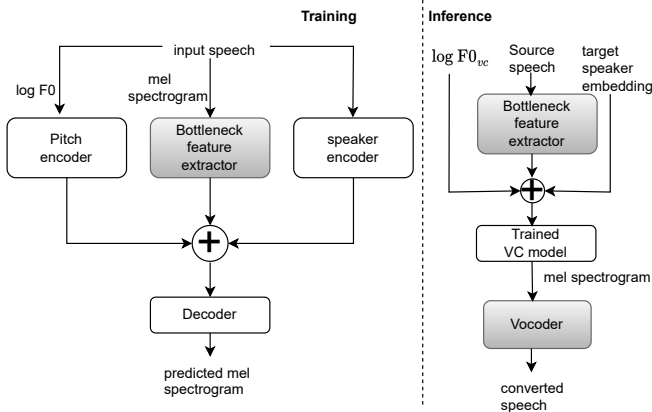 Training
input speech
log F0
mel
spectrogram
Pitch
encoder
Bottleneck
feature
extractor
speaker
encoder
+
Decoder
predicted mel
spectrogram
Inference
log F0vc
Source
speech
target
speaker
embedding
Bottleneck
feature
extractor
+
Trained
VC model
mel spectrogram
Vocoder
converted
speech